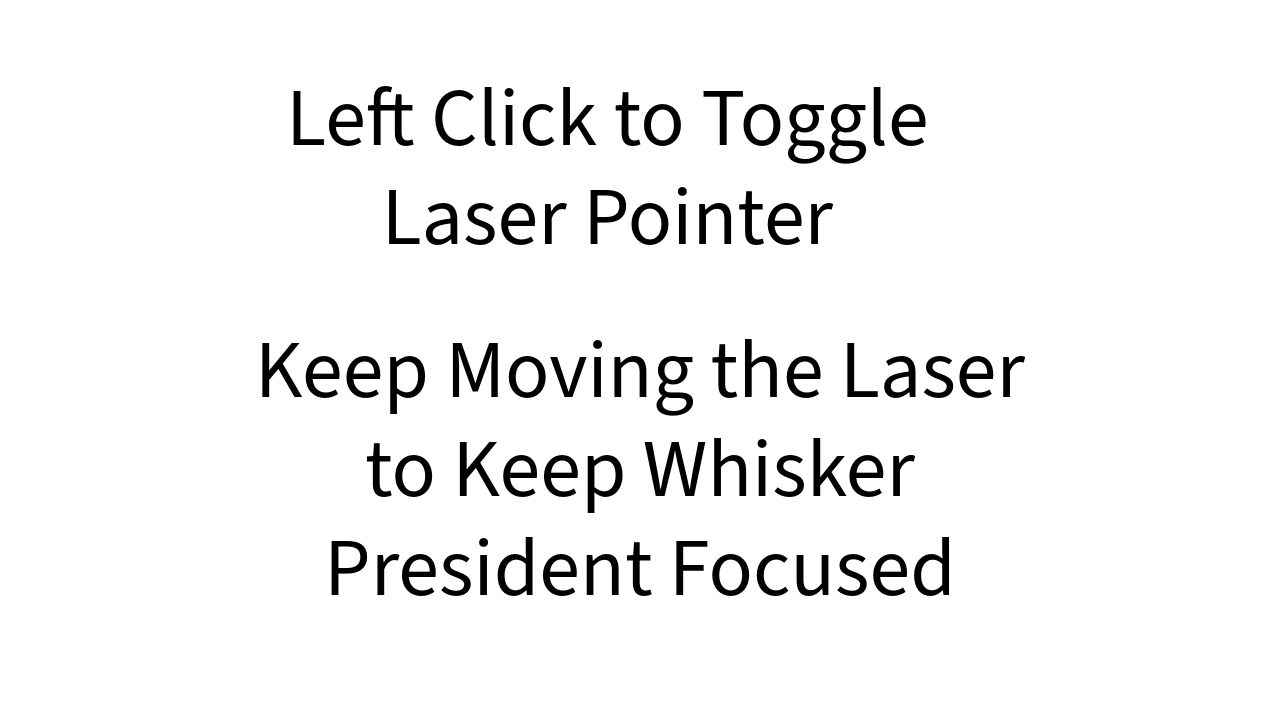 Left Click to Toggle
Laser Pointer
Keep Moving the Laser
to Keep Whisker
President Focused